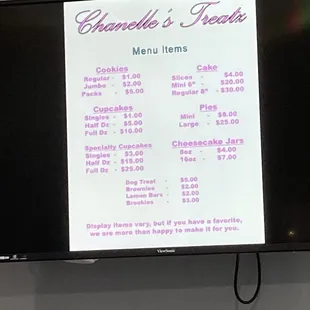 Chanelle's Treatz
Menu Items
Cookies
Regular - $1.00
Jumbo - $2.00
Packs - $5.00
Cupcakes
Singles - $1.00
Half Dz - $5.00
Full Dz - $10.00
Specialty Cupcakes
Singles - $3.00
Half Dz - $15.00
Full Dz - $25.00
Cake
Slices - $4.00
Mini 6" - $20.00
Regular 8" - $30.00
Pies
Mini - $8.00
Large - $25.00
Cheesecake Jars
8oz - $4.00
16oz - $7.00
Dog Treat - $5.00
Brownies - $2.00
Lemon Bars - $2.00
Brookies - $3.00
Display items vary, but if you have a favorite,
we are more than happy to make it for you.
ViewSonic